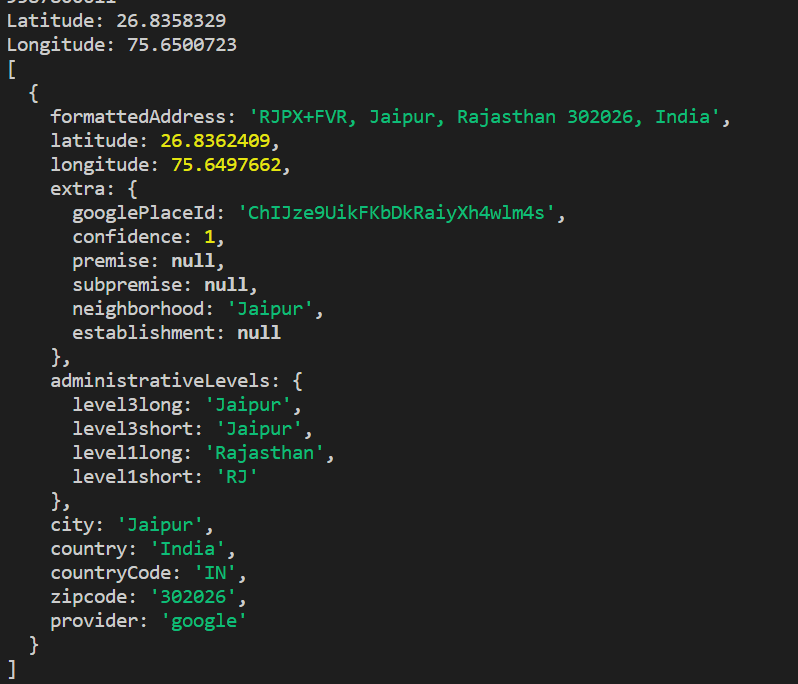 Latitude: 26.8358329
Longitude: 75.6500723
[
  {
    formattedAddress: 'RJPX+FVR, Jaipur, Rajasthan 302026, India',
    latitude: 26.8362409,
    longitude: 75.6497662,
    extra: {
      googlePlaceId: 'ChIJze9UikFKbDkRaiyXh4wlm4s',
      confidence: 1,
      premise: null,
      subpremise: null,
      neighborhood: 'Jaipur',
      establishment: null
    },
    administrativeLevels: {
      level3long: 'Jaipur',
      level3short: 'Jaipur',
      level1long: 'Rajasthan',
      level1short: 'RJ'
    },
    city: 'Jaipur',
    country: 'India',
    countryCode: 'IN',
    zipcode: '302026',
    provider: 'google'
  }
]